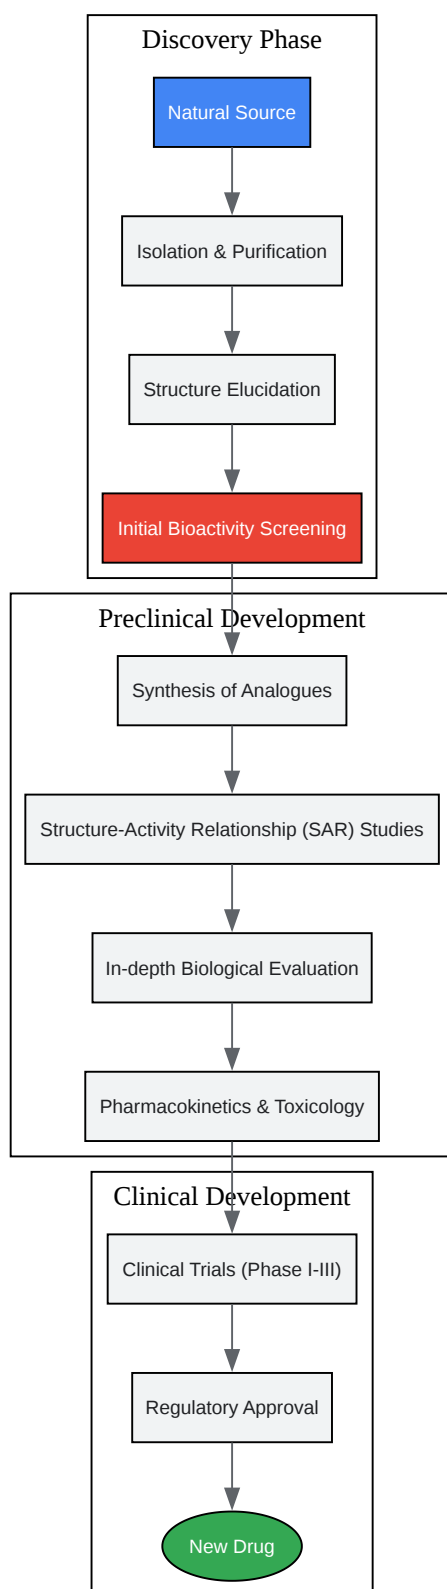 Discovery Phase
Natural Source
Isolation & Purification
Structure Elucidation
Initial Bioactivity Screening
Preclinical Development
Synthesis of Analogues
Structure-Activity Relationship (SAR) Studies
In-depth Biological Evaluation
Pharmacokinetics & Toxicology
Clinical Development
Clinical Trials (Phase I-III)
Regulatory Approval
New Drug